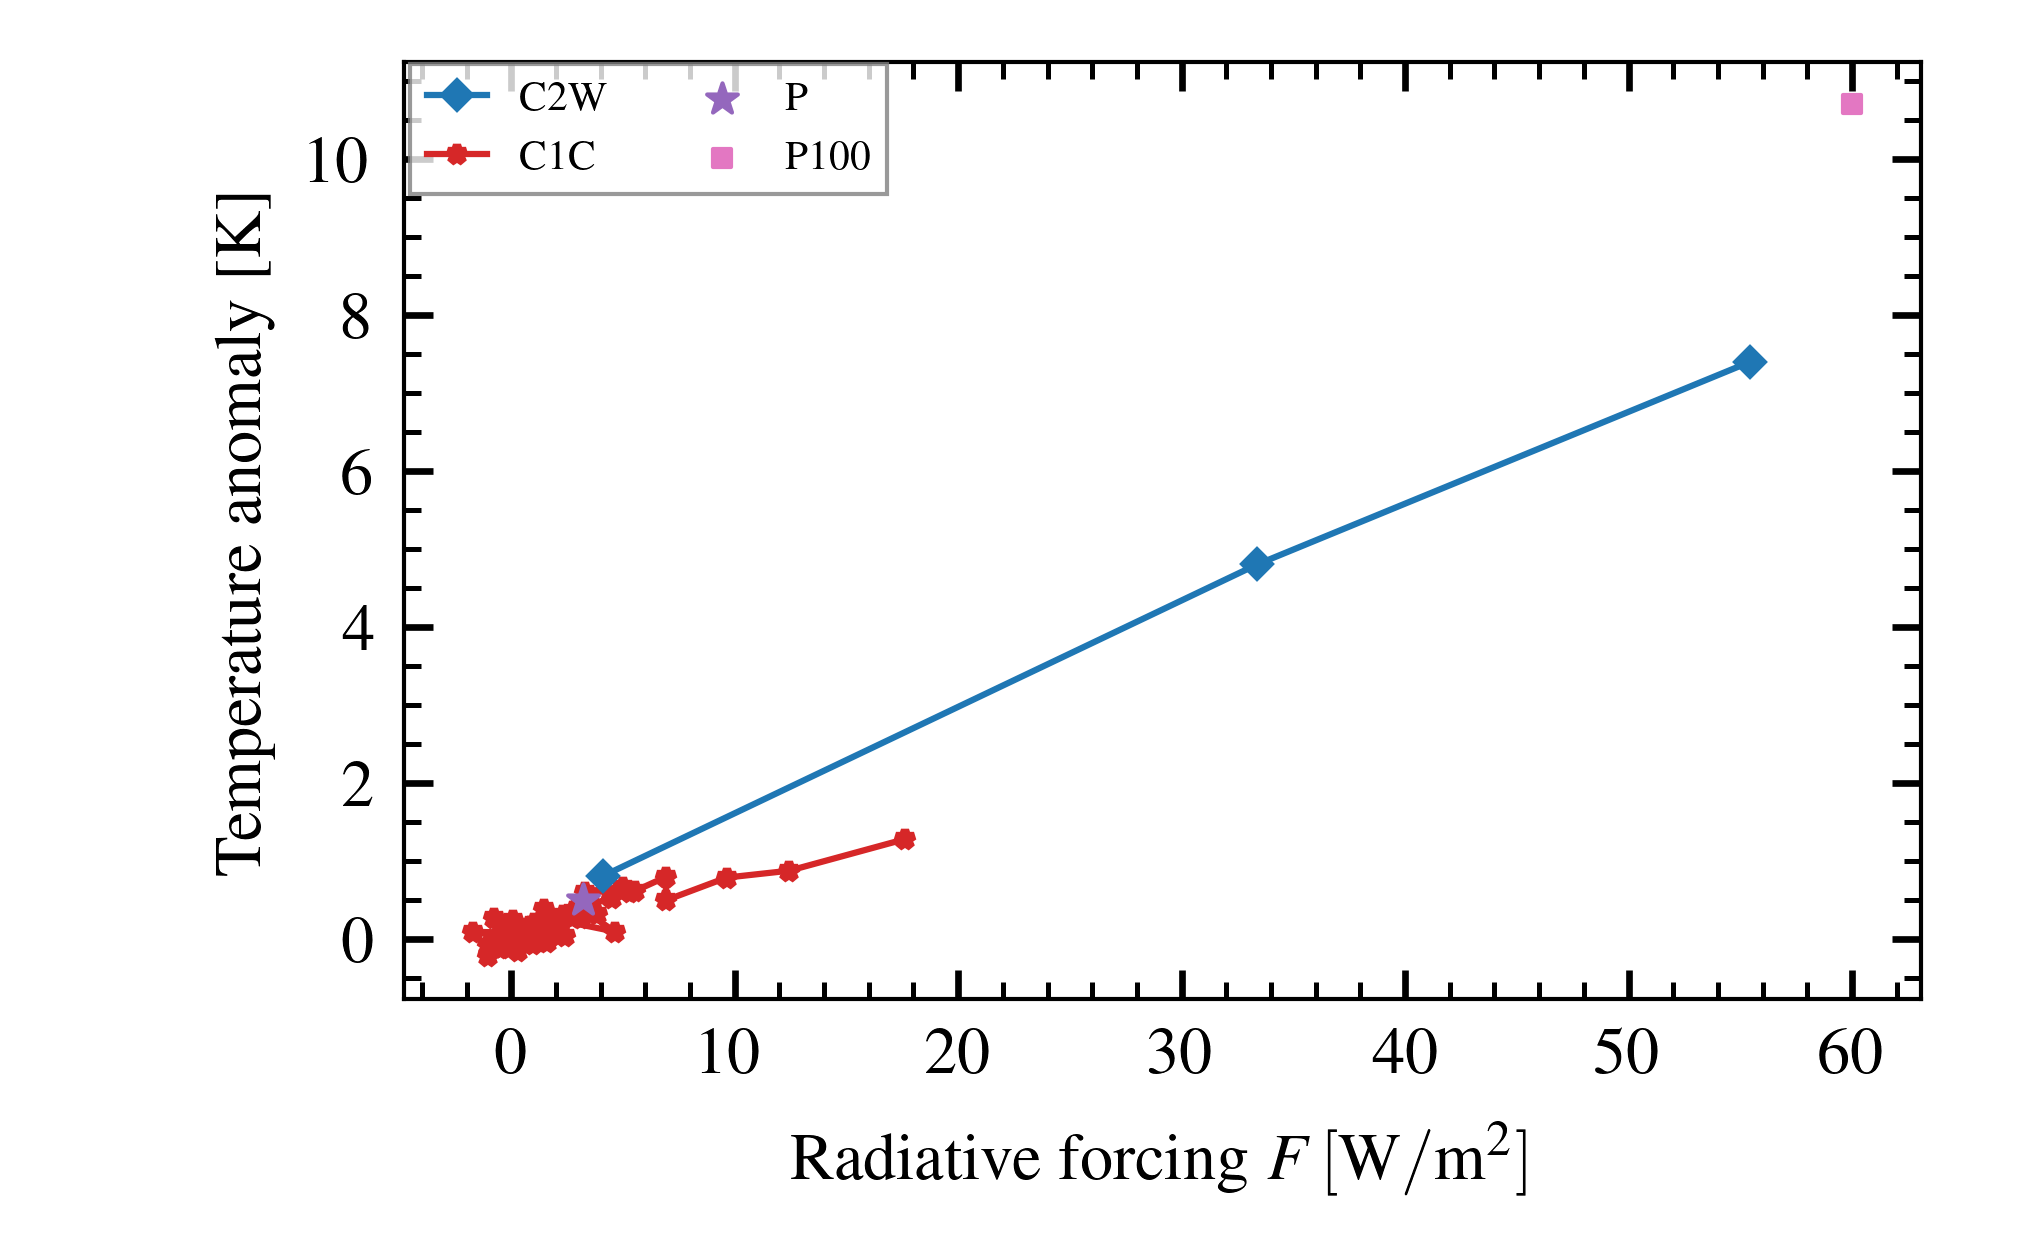 C2W
C1C
P
P100
Temperature anomaly [K]
10
8
6
4
2
0
0 10 20 30 40 50 60
Radiative forcing F [W/m²]